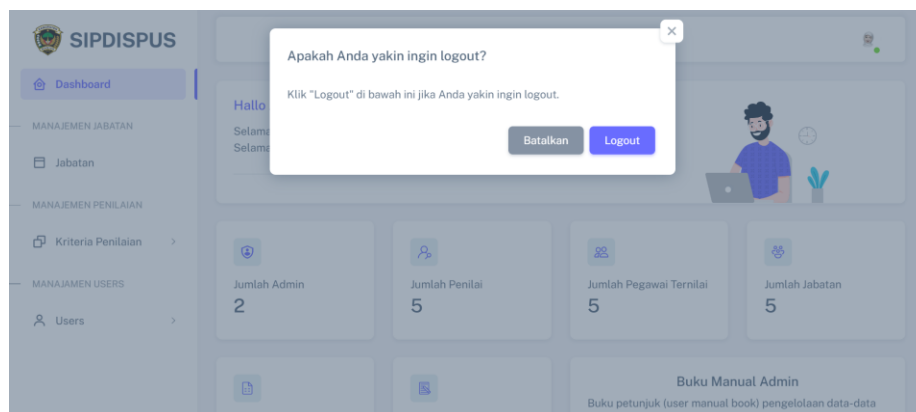 SIPDISPUS
Dashboard
MANAJEMEN JABATAN
Jabatan
MANAJEMEN PENILAIAN
Kriteria Penilaian
MANAJAMEN USERS
Users
Apakah Anda yakin ingin logout?
Klik "Logout" di bawah ini jika Anda yakin ingin logout.
Batalkan
Logout
Hallo
Selama
Selama
Jumlah Admin
2
Jumlah Penilai
5
Jumlah Pegawai Ternilai
5
Jumlah Jabatan
5
Buku Manual Admin
Buku petunjuk (user manual book) pengelolaan data-data